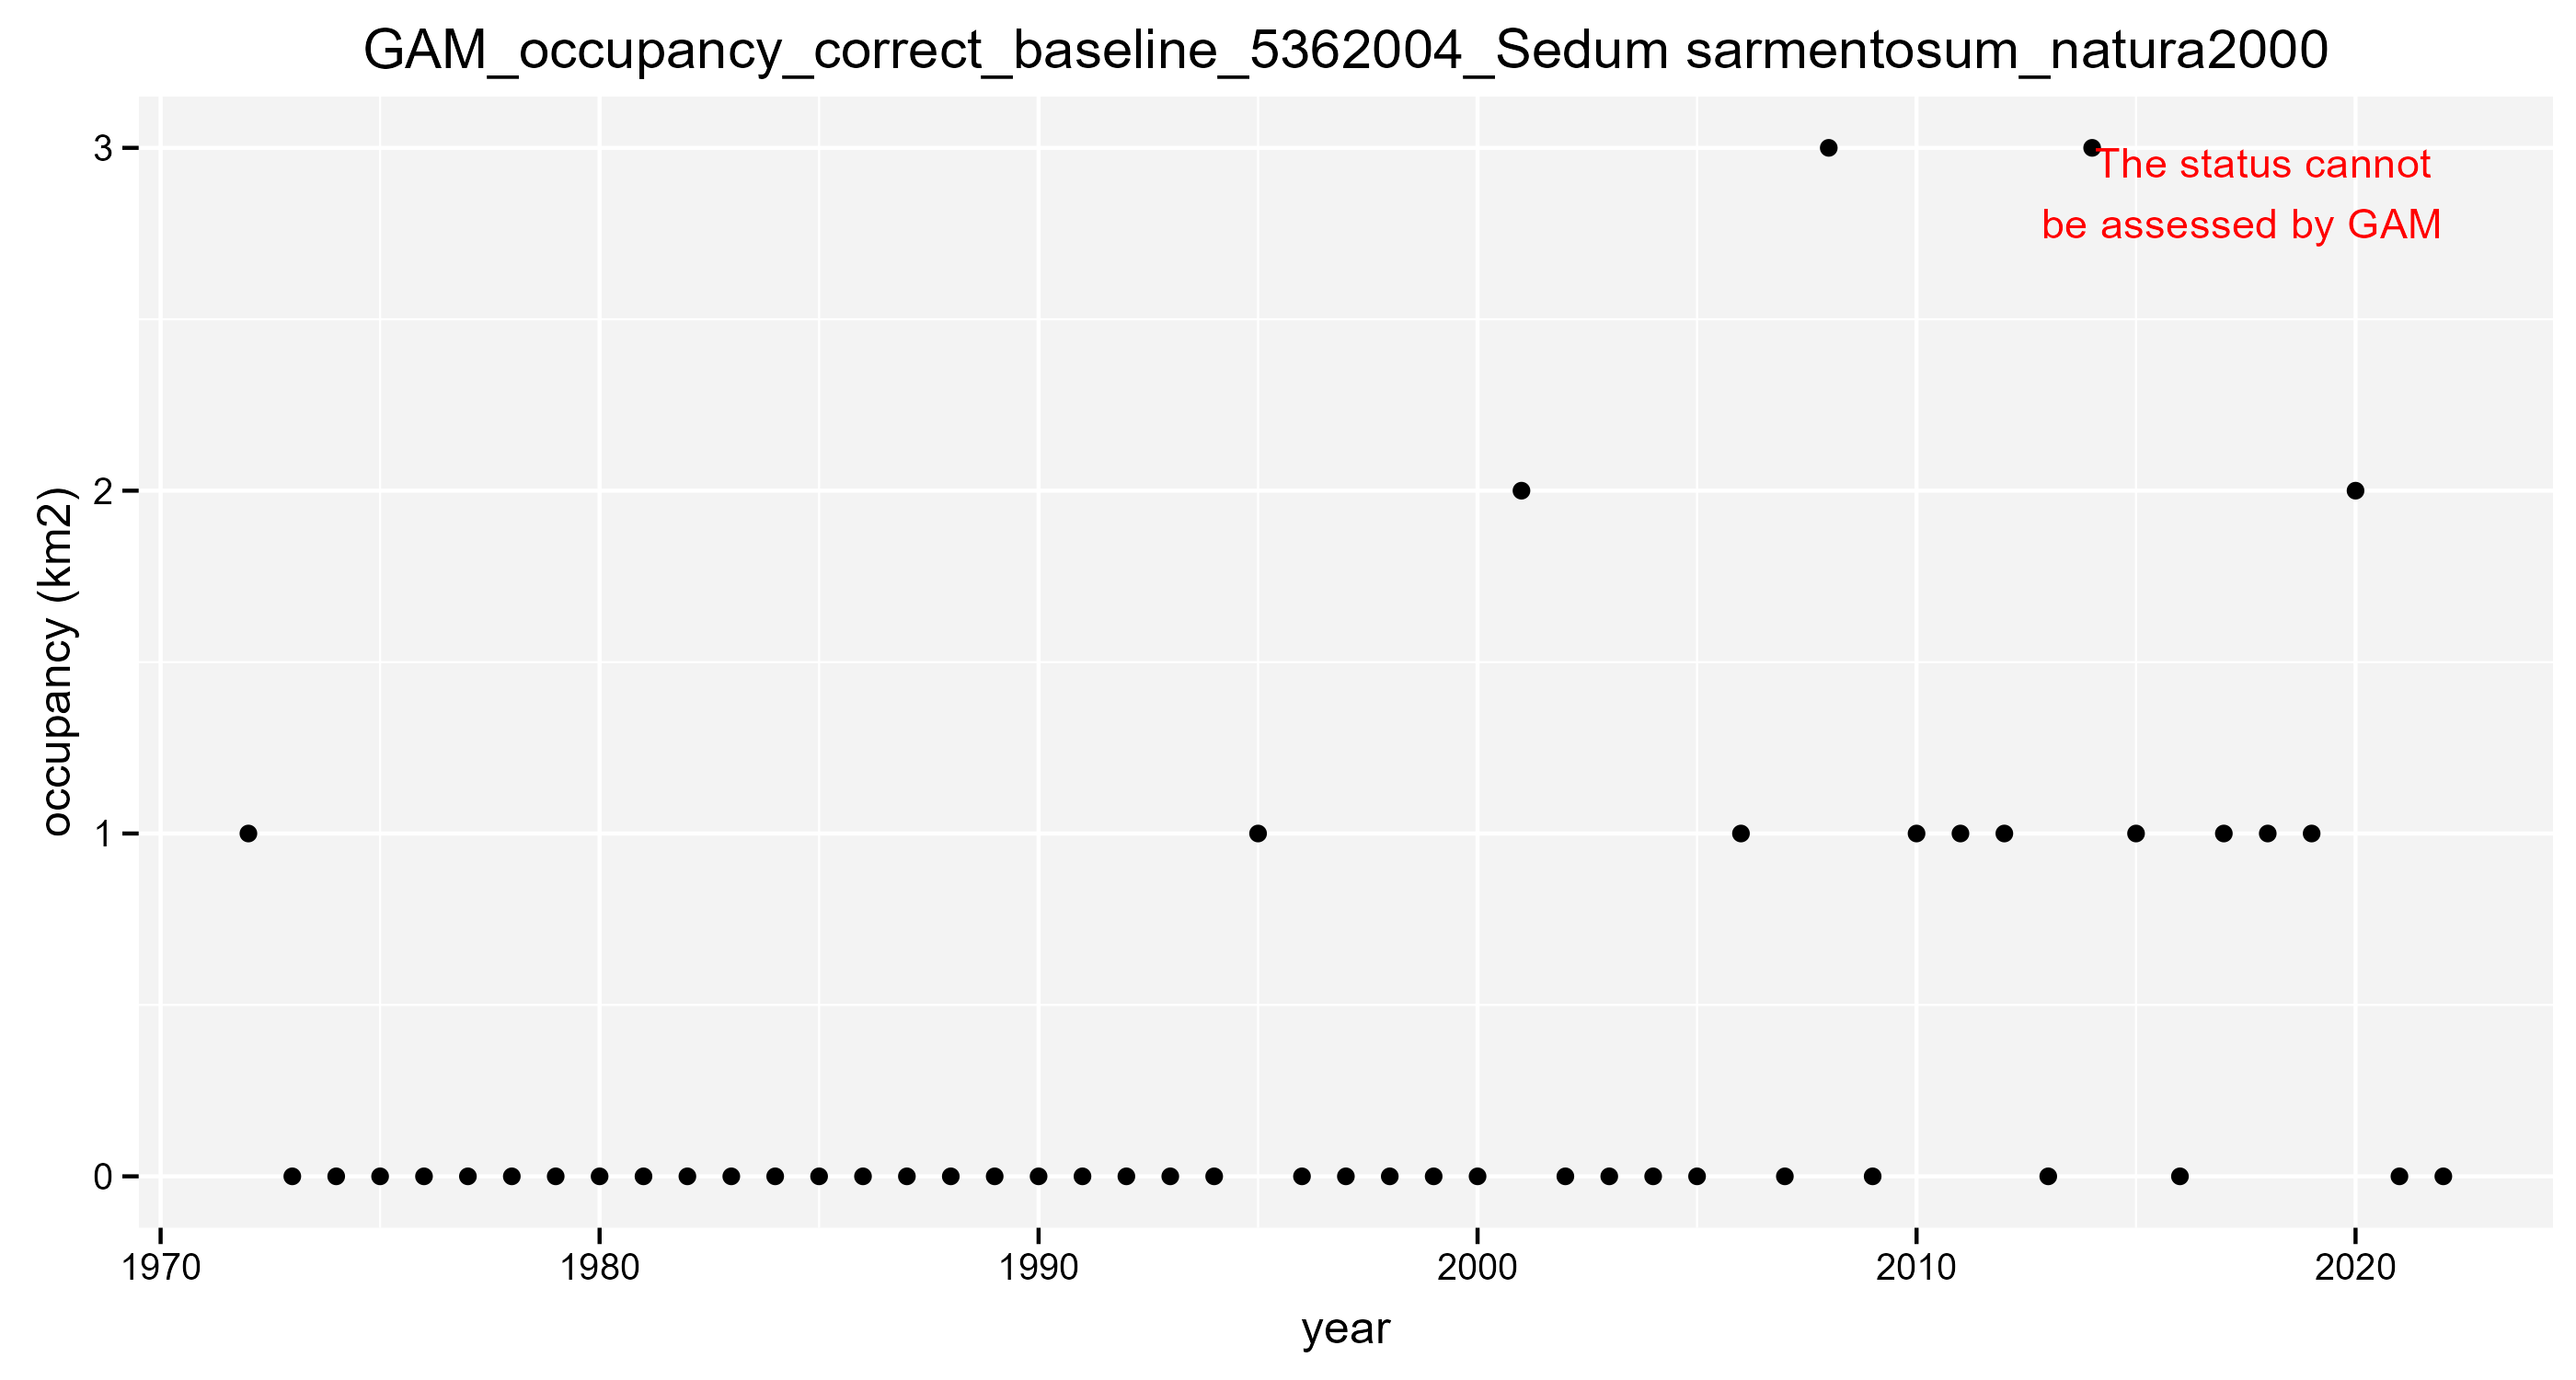 GAM_occupancy_correct_baseline_5362004_Sedum sarmentosum_natura2000
The status cannot
be assessed by GAM
occupancy (km2)
3
2
1
0
1970 1980 1990 2000 2010 2020
year